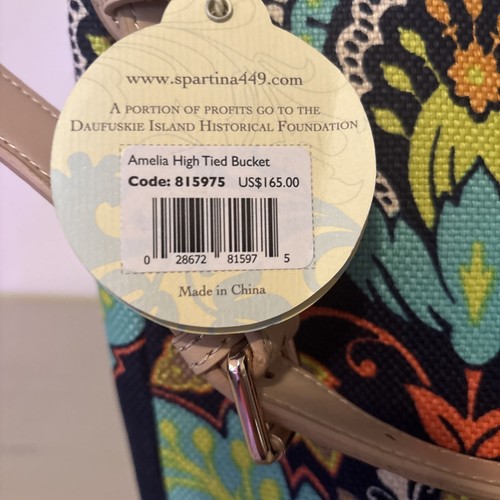 www.spartina449.com
A PORTION OF PROFITS GO TO THE
DAUFUSKIE ISLAND HISTORICAL FOUNDATION
Amelia High Tied Bucket
Code: 815975 US$165.00
0 28672 81597 5
Made in China